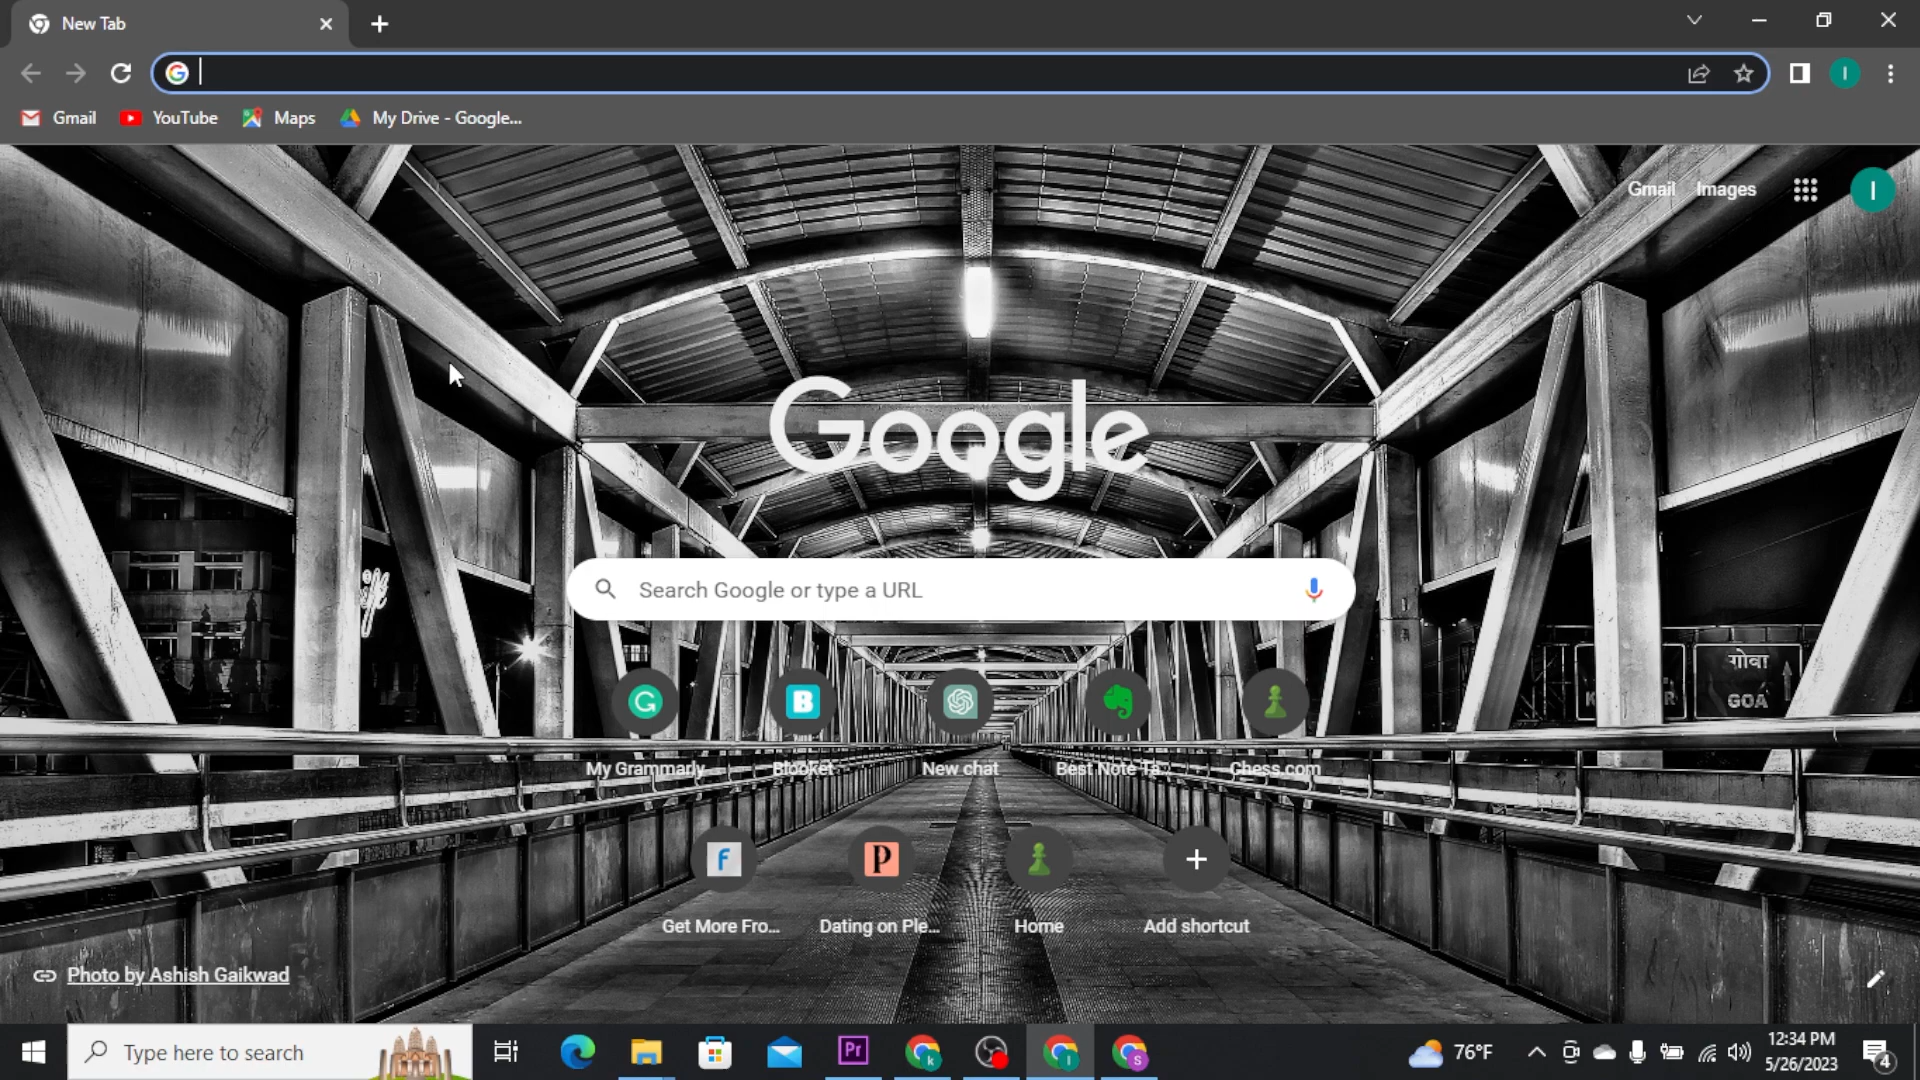 New Tab
Gmail YouTube Maps My Drive - Google...
Gmail Images I
Google
Search Google or type a URL
गोवा
GOA
My Grammarly Blooket New chat Best Note Ta... Chess.com
Get More Fro... Dating on Ple... Home Add shortcut
Photo by Ashish Gaikwad
Type here to search
76°F
12:34 PM
5/26/2023
4